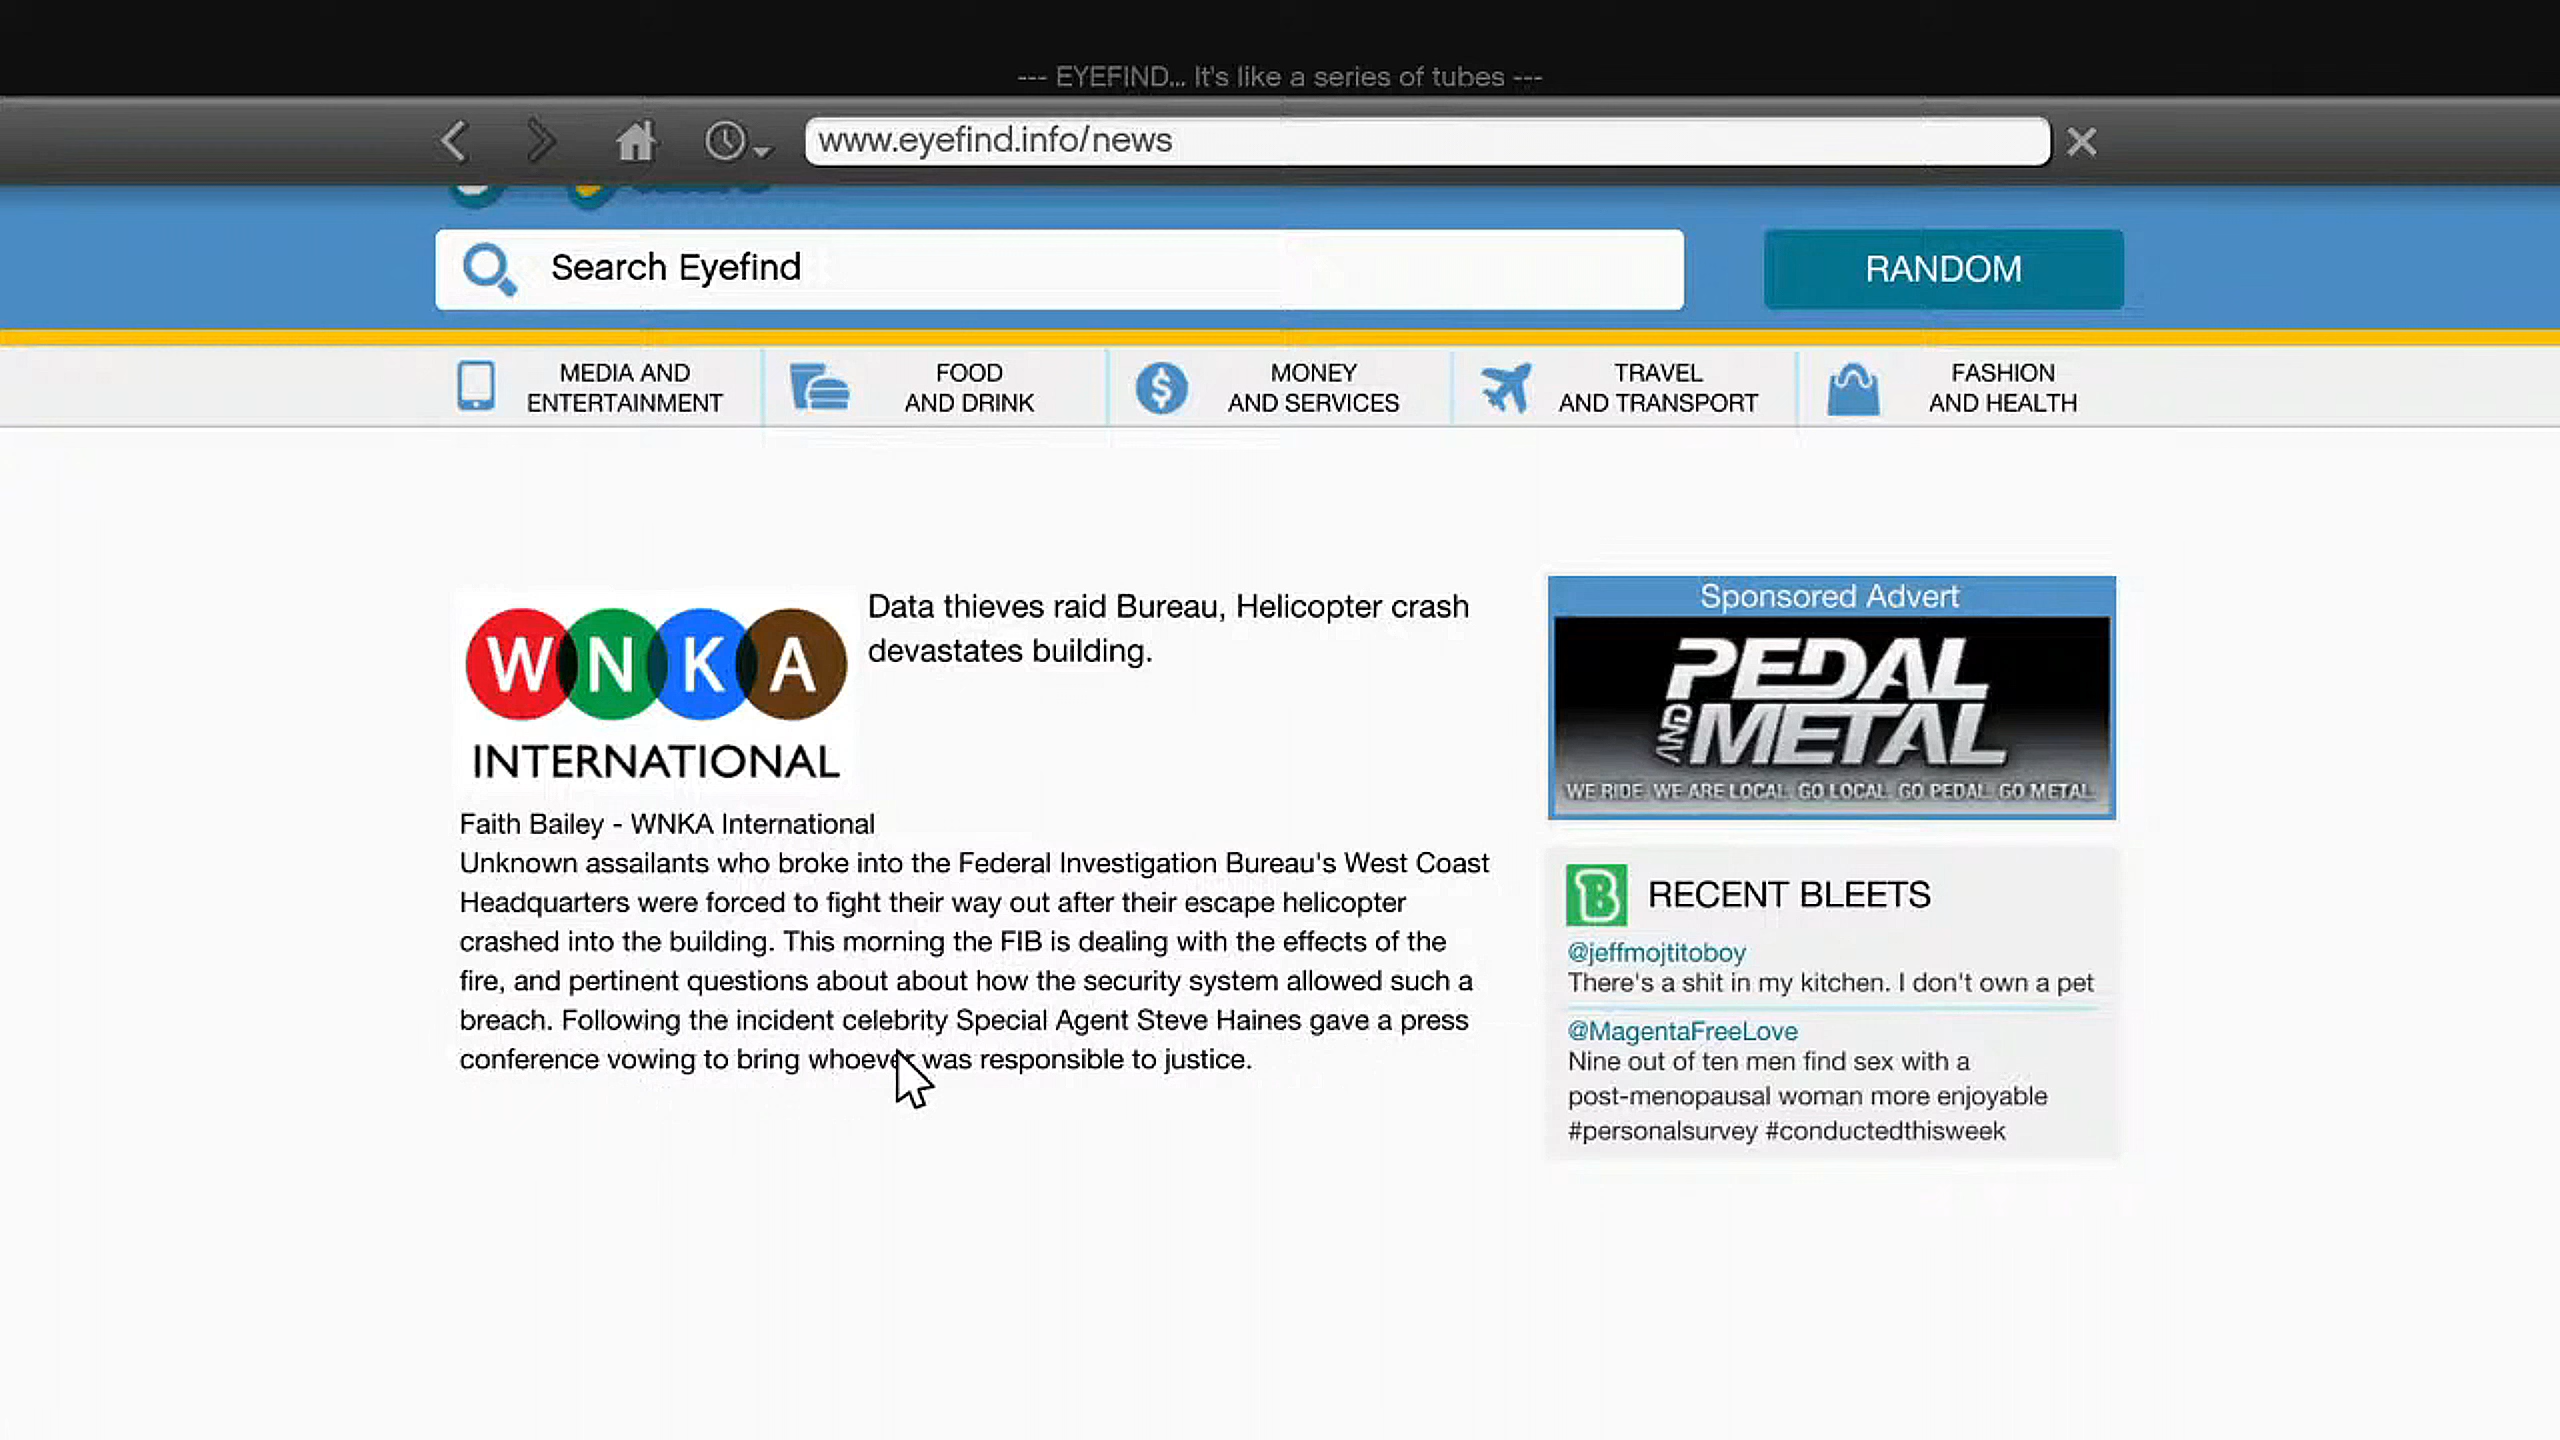 --- EYEFIND... It's like a series of tubes ---
www.eyefind.info/news
Search Eyefind
RANDOM
MEDIA AND
ENTERTAINMENT
FOOD
AND DRINK
MONEY
AND SERVICES
TRAVEL
AND TRANSPORT
FASHION
AND HEALTH
WNKA
INTERNATIONAL
Data thieves raid Bureau, Helicopter crash
devastates building.
Faith Bailey - WNKA International
Unknown assailants who broke into the Federal Investigation Bureau's West Coast
Headquarters were forced to fight their way out after their escape helicopter
crashed into the building. This morning the FIB is dealing with the effects of the
fire, and pertinent questions about about how the security system allowed such a
breach. Following the incident celebrity Special Agent Steve Haines gave a press
conference vowing to bring whoever was responsible to justice.
Sponsored Advert
PEDAL
AND METAL
WE RIDE. WE ARE LOCAL. GO LOCAL. GO PEDAL. GO METAL.
B RECENT BLEETS
@jeffmojtitoboy
There's a shit in my kitchen. I don't own a pet
@MagentaFreeLove
Nine out of ten men find sex with a
post-menopausal woman more enjoyable
#personalsurvey #conductedthisweek